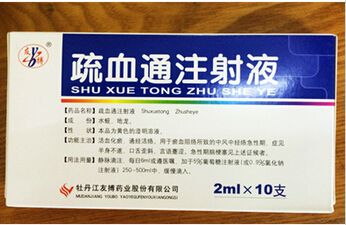 友博
疏血通注射液
SHU XUE TONG ZHU SHE YE
【药品名称】疏血通注射液 Shuxuetong Zhusheye
【成　份】水蛭、地龙。
【性　状】本品为黄色的澄明液体。
【功能主治】活血化瘀，通经活络。用于瘀血阻络所致的中风中经络急性期，症见
半身不遂、口舌歪斜、言语蹇涩。急性期脑梗塞见上述证候者。
【用法用量】静脉滴注，每日6ml或遵医嘱，加于5%葡萄糖注射液(或0.9%氯化钠
注射液）250~500ml中，缓缓滴入。
牡丹江友搏药业股份有限公司
MUDANJIANG YOUBO YAOYEGUFENYOUXIANGONGSI
2ml×10支